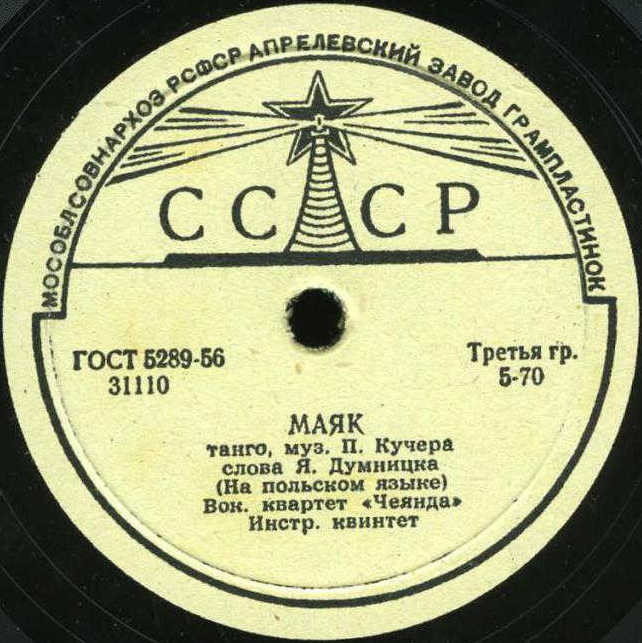 МОСОБЛСОВНАРХОЗ РСФСР АПРЕЛЕВСКИЙ ЗАВОД ГРАМПЛАСТИНОК
СССР
ГОСТ 5289-56
31110
Третья гр.
5-70
МАЯК
танго, муз. П. Кучера
слова Я. Думницка
(На польском языке)
Вок. квартет «Чеянда»
Инстр. квинтет